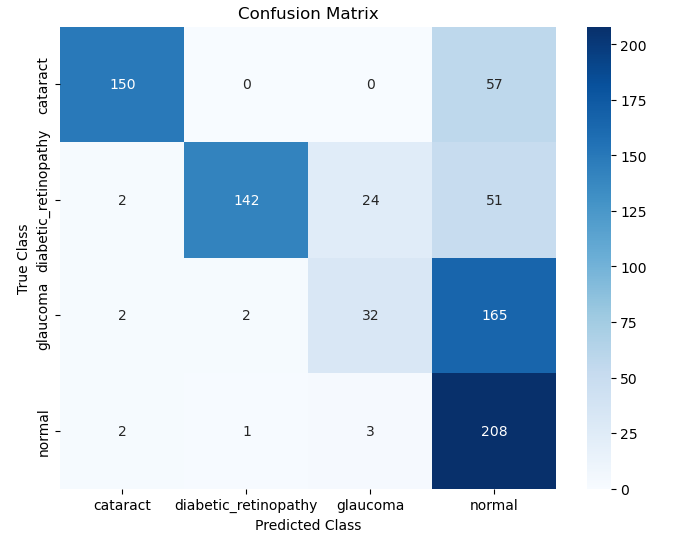 Confusion Matrix
True Class
cataract
150 0 0 57
diabetic_retinopathy
2 142 24 51
glaucoma
2 2 32 165
normal
2 1 3 208
cataract diabetic_retinopathy glaucoma normal
Predicted Class
200
175
150
125
100
75
50
25
0